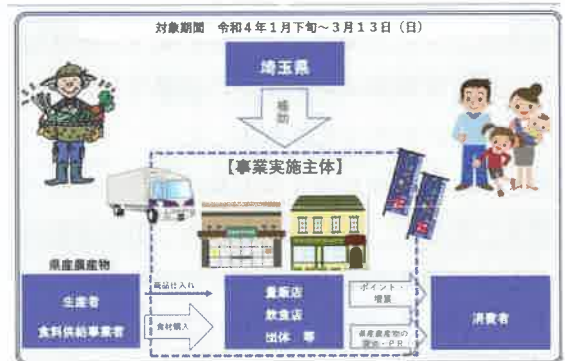 対象期間　令和４年１月下旬～３月１３日（日）
埼玉県
補助
【事業実施主体】
県産農産物
生産者
食料供給事業者
商品仕入れ
食材購入
量販店
飲食店
団体　等
ポイント・
増量
県産農産物の
・ＰＲ
消費者